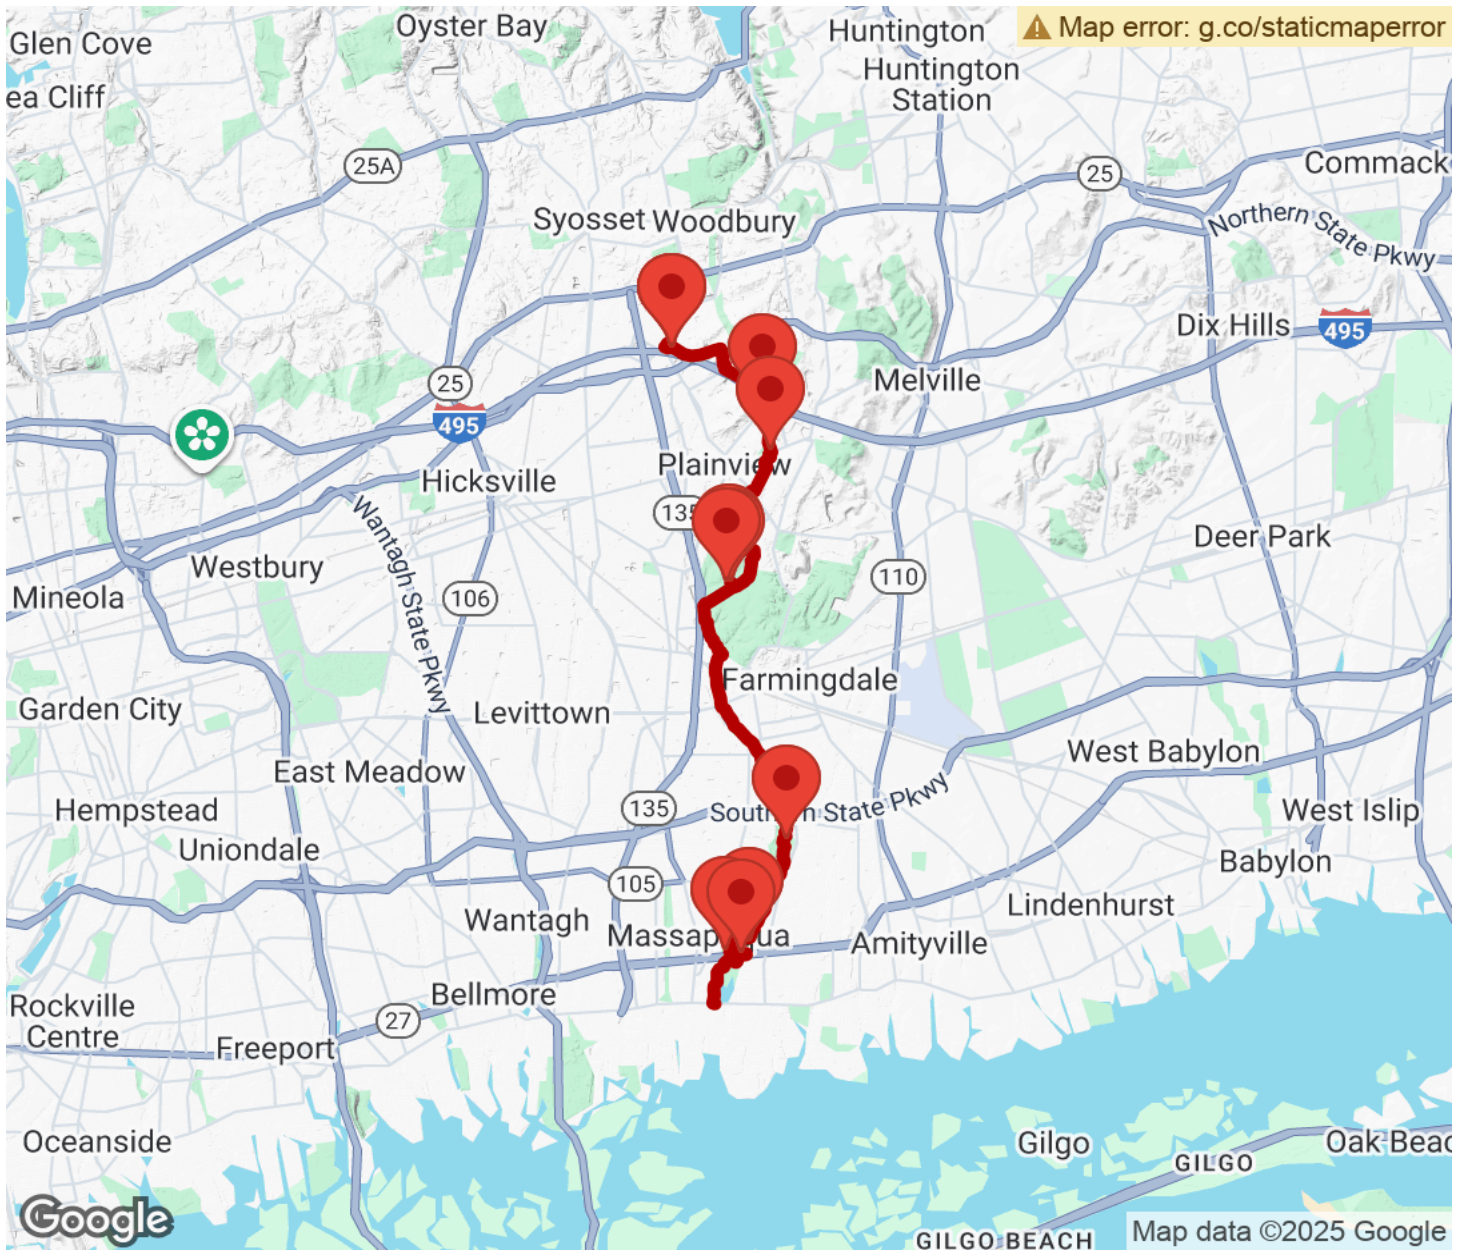 Oyster Bay
Huntington
Map error: g.co/staticmaperror
Glen Cove
Huntington
Station
ea Cliff
25A
Commack
25
Syosset
Woodbury
Northern State Pkwy
Dix Hills
495
25
Melville
495
Plainview
Hicksville
135
Wantagh State Pkwy
Deer Park
Westbury
110
Mineola
106
Farmingdale
Garden City
Levittown
West Babylon
East Meadow
Hempstead
135
Southern State Pkwy
West Islip
Uniondale
Babylon
105
Lindenhurst
Wantagh
Massapequa
Amityville
Bellmore
Rockville
Centre
27
Freeport
Oceanside
Gilgo
Oak Beac
GILGO
Google
Map data ©2025 Google
GILGO BEACH